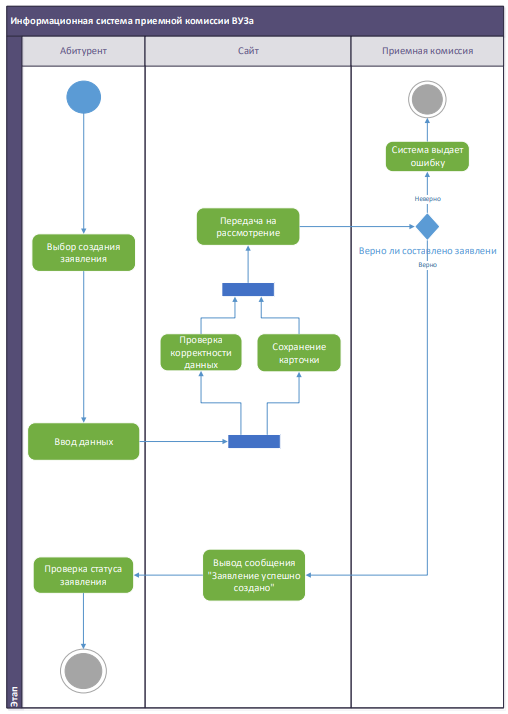 Информационная система приемной комиссии ВУЗа
Абитурент
Сайт
Приемная комиссия
Система выдает
ошибку
Неверно
Передача на
рассмотрение
Выбор создания
заявления
Верно ли составлено заявлени
Верно
Проверка
корректности
данных
Сохранение
карточки
Ввод данных
Вывод сообщения
"Заявление успешно
создано"
Проверка статуса
заявления
Этап